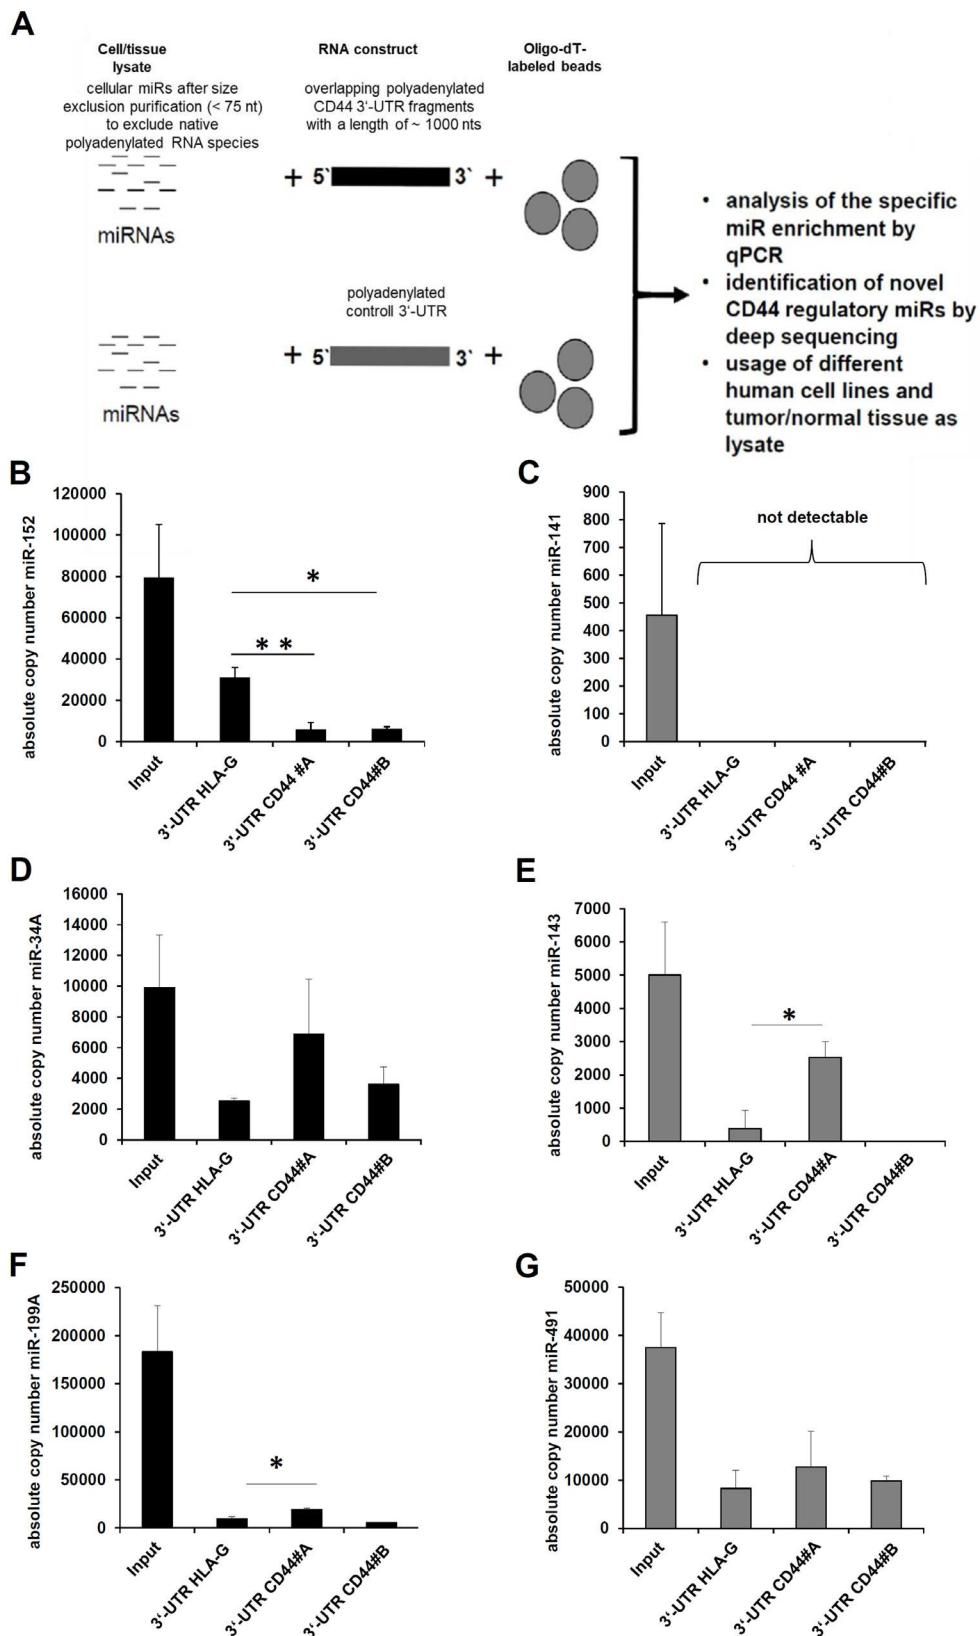 A
Cell/tissue
lysate
cellular miRs after size
exclusion purification (< 75 nt)
to exclude native
polyadenylated RNA species
RNA construct
overlapping polyadenylated
CD44 3'-UTR fragments
with a length of ~ 1000 nts
Oligo-dT-
labeled beads
+ 5` 3` +
miRNAs
polyadenylated
controll 3'-UTR
+ 5` 3` +
miRNAs
• analysis of the specific
miR enrichment by
qPCR
• identification of novel
CD44 regulatory miRs by
deep sequencing
• usage of different
human cell lines and
tumor/normal tissue as
lysate
B
absolute copy number miR-152
120000
100000
80000
60000
40000
20000
0
*
* *
Input
3'-UTR HLA-G
3'-UTR CD44 #A
3'-UTR CD44#B
C
absolute copy number miR-141
900
800
700
600
500
400
300
200
100
0
not detectable
Input
3'-UTR HLA-G
3'-UTR CD44 #A
3'-UTR CD44#B
D
absolute copy number miR-34A
16000
14000
12000
10000
8000
6000
4000
2000
0
Input
3'-UTR HLA-G
3'-UTR CD44#A
3'-UTR CD44#B
E
absolute copy number miR-143
7000
6000
5000
4000
3000
2000
1000
0
*
Input
3'-UTR HLA-G
3'-UTR CD44#A
3'-UTR CD44#B
F
absolute copy number miR-199A
250000
200000
150000
100000
50000
0
*
Input
3'-UTR HLA-G
3'-UTR CD44#A
3'-UTR CD44#B
G
absolute copy number miR-491
50000
40000
30000
20000
10000
0
Input
3'-UTR HLA-G
3'-UTR CD44#A
3'-UTR CD44#B